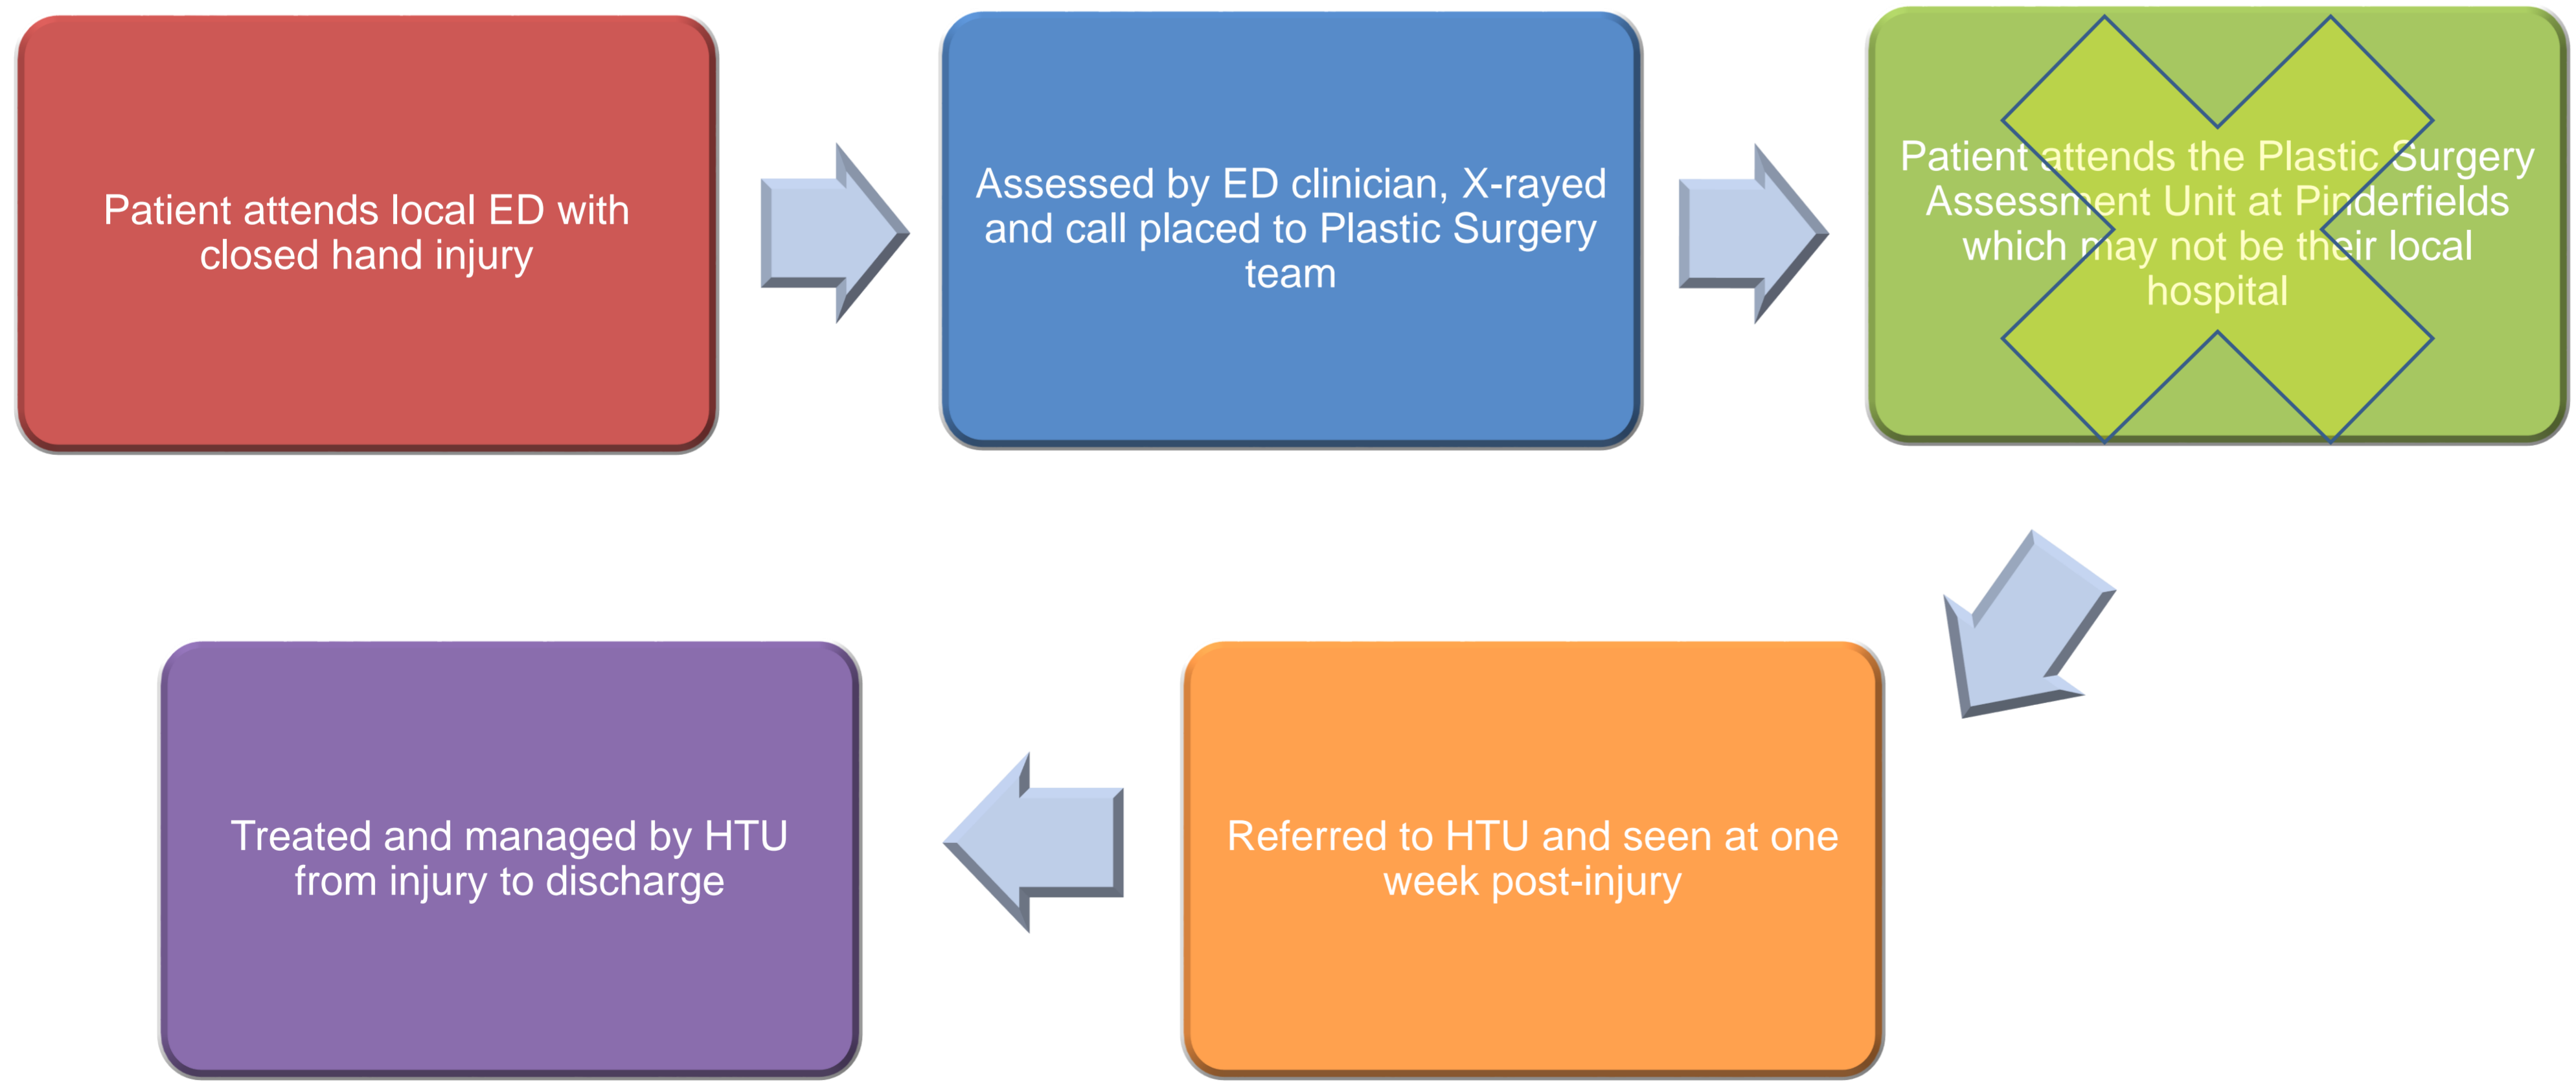 Patient attends local ED with
closed hand injury
Assessed by ED clinician, X-rayed
and call placed to Plastic Surgery
team
Patient attends the Plastic Surgery
Assessment Unit at Pinderfields
which may not be their local
hospital
Referred to HTU and seen at one
week post-injury
Treated and managed by HTU
from injury to discharge